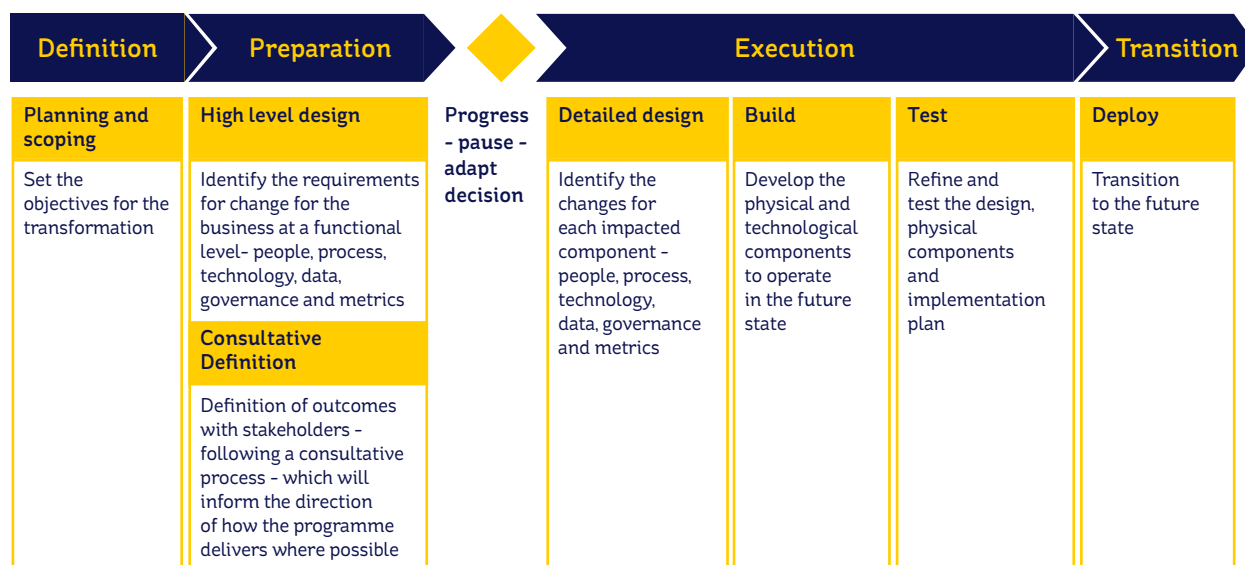 Definition
Preparation
Execution
Transition
Planning and
scoping
Set the
objectives for the
transformation
High level design
Identify the requirements
for change for the
business at a functional
level- people, process,
technology, data,
governance and metrics
Consultative
Definition
Definition of outcomes
with stakeholders -
following a consultative
process - which will
inform the direction
of how the programme
delivers where possible
Progress
- pause -
adapt
decision
Detailed design
Identify the
changes for
each impacted
component -
people, process,
technology,
data, governance
and metrics
Build
Develop the
physical and
technological
components
to operate
in the future
state
Test
Refine and
test the design,
physical
components
and
implementation
plan
Deploy
Transition
to the future
state